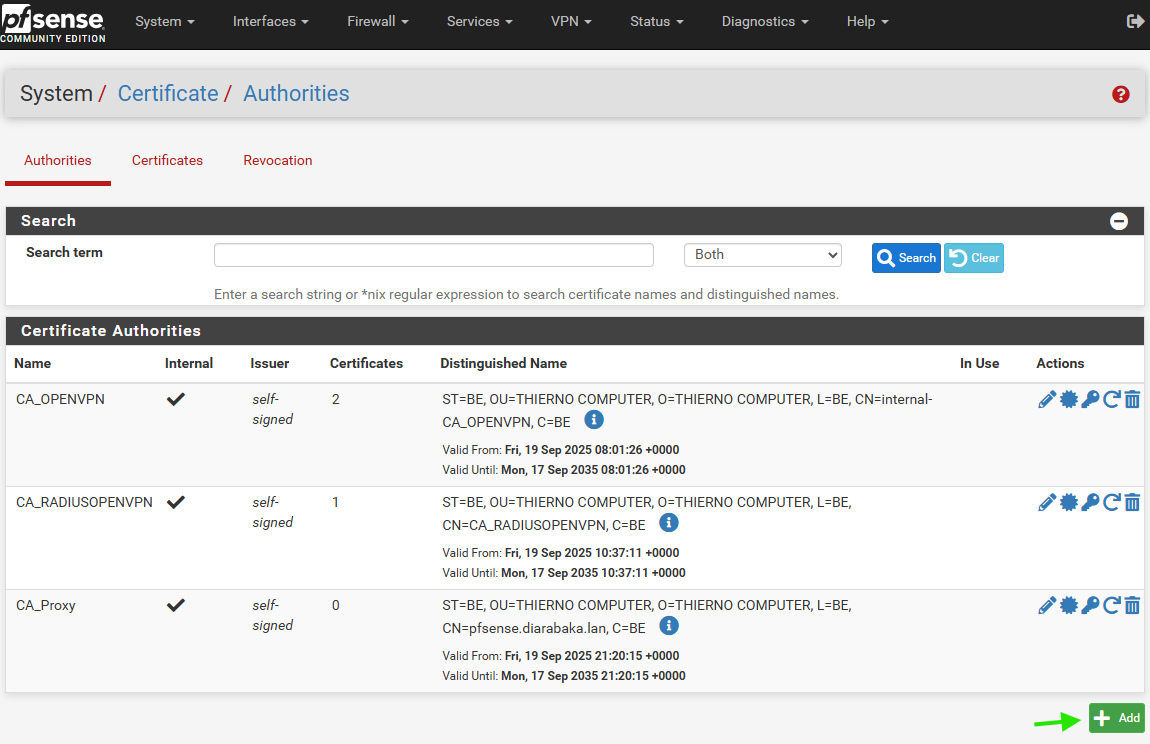 pfsense
COMMUNITY EDITION
System Interfaces Firewall Services VPN Status Diagnostics Help
System / Certificate / Authorities
Authorities Certificates Revocation
Search
Search term Both Search Clear
Enter a search string or *nix regular expression to search certificate names and distinguished names.
Certificate Authorities
Name Internal Issuer Certificates Distinguished Name In Use Actions
CA_OPENVPN self- 2 ST=BE, OU=THIERNO COMPUTER, O=THIERNO COMPUTER, L=BE, CN=internal-
signed CA_OPENVPN, C=BE
Valid From: Fri, 19 Sep 2025 08:01:26 +0000
Valid Until: Mon, 17 Sep 2035 08:01:26 +0000
CA_RADIUSOPENVPN self- 1 ST=BE, OU=THIERNO COMPUTER, O=THIERNO COMPUTER, L=BE,
signed CN=CA_RADIUSOPENVPN, C=BE
Valid From: Fri, 19 Sep 2025 10:37:11 +0000
Valid Until: Mon, 17 Sep 2035 10:37:11 +0000
CA_Proxy self- 0 ST=BE, OU=THIERNO COMPUTER, O=THIERNO COMPUTER, L=BE,
signed CN=pfsense.diarabaka.lan, C=BE
Valid From: Fri, 19 Sep 2025 21:20:15 +0000
Valid Until: Mon, 17 Sep 2035 21:20:15 +0000
Add